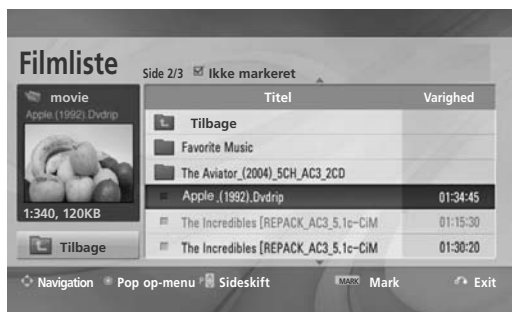 Filmliste
Side 2/3 Ikke markeret
movie
Apple (1992).Dvdrip
1:340, 120KB
Tilbage
Titel Varighed
Tilbage
Favorite Music
The Aviator_(2004)_5CH_AC3_2CD
Apple_(1992).Dvdrip 01:34:45
The Incredibles [REPACK_AC3_5,1c-CiM 01:15:30
The Incredibles [REPACK_AC3_5,1c-CiM 01:30:20
Navigation Pop op-menu P Sideskift MARK Mark Exit